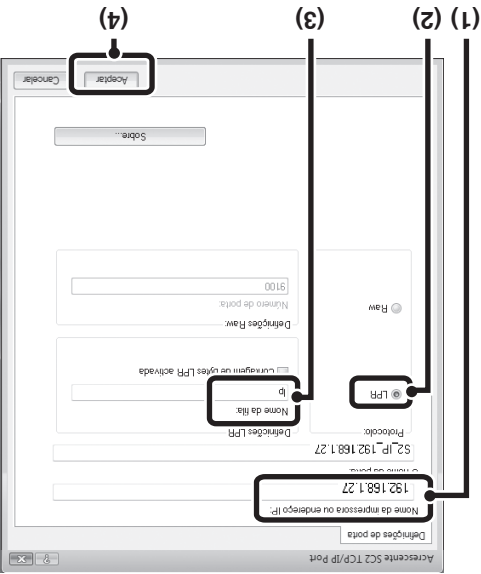 Acrescente SC2 TCP/IP Port
Definições de porta
Nome da impressora ou endereço IP:
192.168.1.27
O nome da porta:
S2_IP_192.168.1.27
Protocolo:
LPR
Raw
Definições LPR
Nome da fila:
lp
Contagem de bytes LPR activada
Definições Raw:
Número de porta:
9100
Sobre...
Aceptar
Cancelar
(1)
(2)
(3)
(4)